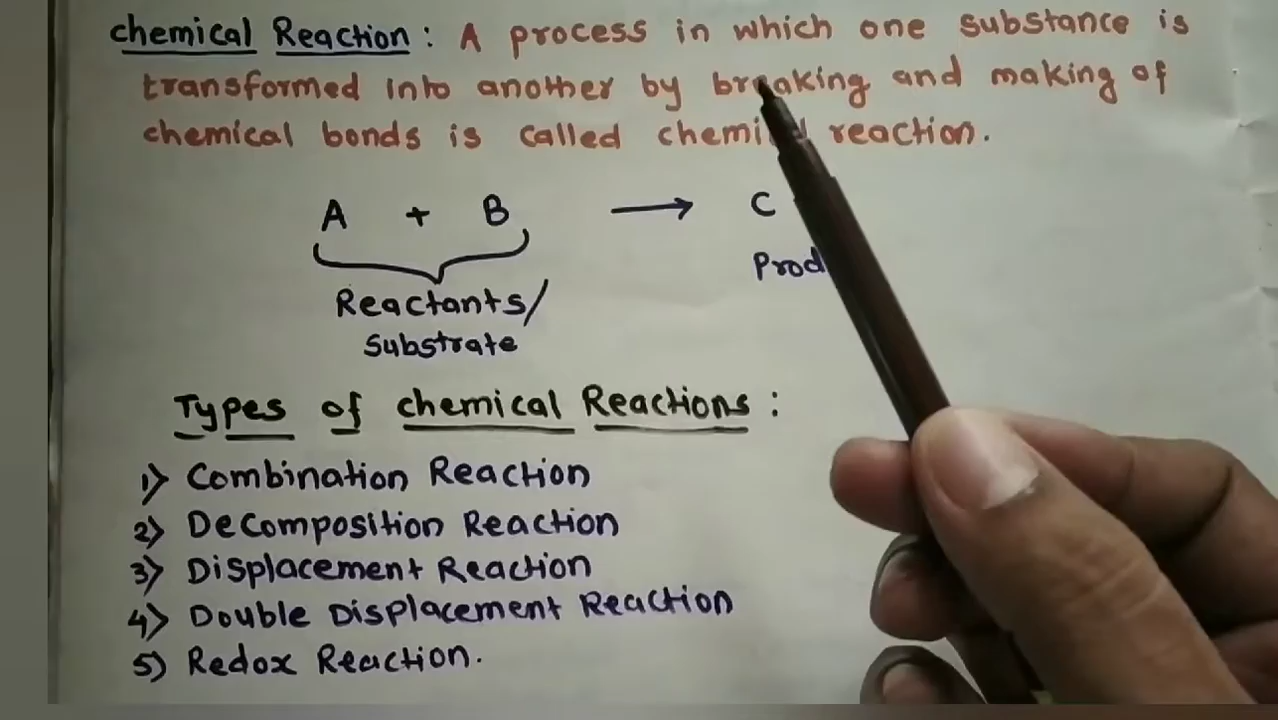 chemical Reaction: A process in which one substance is
transformed into another by breaking and making of
chemical bonds is called chemical reaction.
A + B → C
Reactants/
Substrate
Types of chemical Reactions:
1) Combination Reaction
2) Decomposition Reaction
3) Displacement Reaction
4) Double Displacement Reaction
5) Redox Reaction.